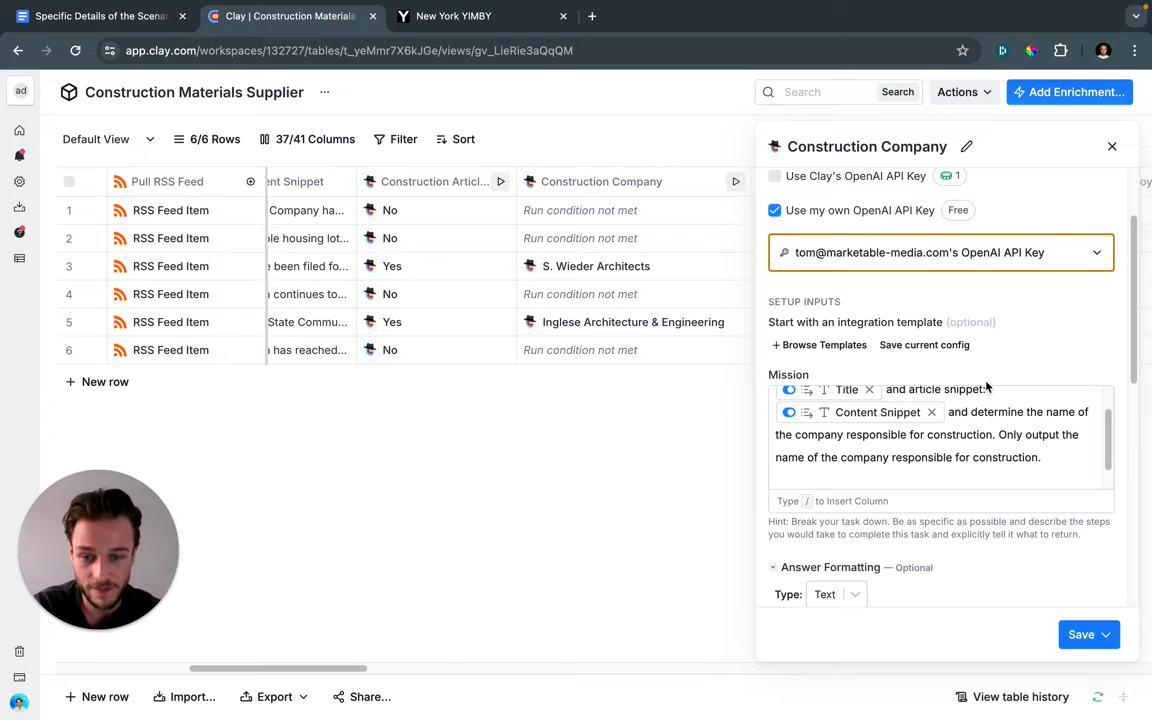 Specific Details of the Scenar
Clay | Construction Materials
New York YIMBY
app.clay.com/workspaces/132727/tables/t_yeMmr7X6kJGe/views/gv_LieRie3aQqQM
ad
Construction Materials Supplier
Search
Search
Actions
Add Enrichment...
Default View
6/6 Rows
37/41 Columns
Filter
Sort
Pull RSS Feed
nt Snippet
Construction Articl...
Construction Company
1
RSS Feed Item
Company ha...
No
Run condition not met
2
RSS Feed Item
ole housing lot...
No
Run condition not met
3
RSS Feed Item
e been filed fo...
Yes
S. Wieder Architects
4
RSS Feed Item
n continues to...
No
Run condition not met
5
RSS Feed Item
State Commu...
Yes
Inglese Architecture & Engineering
6
RSS Feed Item
n has reached...
No
Run condition not met
+ New row
Construction Company
Use Clay's OpenAI API Key
1
Use my own OpenAI API Key
Free
tom@marketable-media.com's OpenAI API Key
SETUP INPUTS
Start with an integration template (optional)
+ Browse Templates
Save current config
Mission
Title
and article snippet:
Content Snippet
and determine the name of
the company responsible for construction. Only output the
name of the company responsible for construction.
Type / to Insert Column
Hint: Break your task down. Be as specific as possible and describe the steps
you would take to complete this task and explicitly tell it what to return.
Answer Formatting — Optional
Type:
Text
Save
+ New row
Import...
Export
Share...
View table history